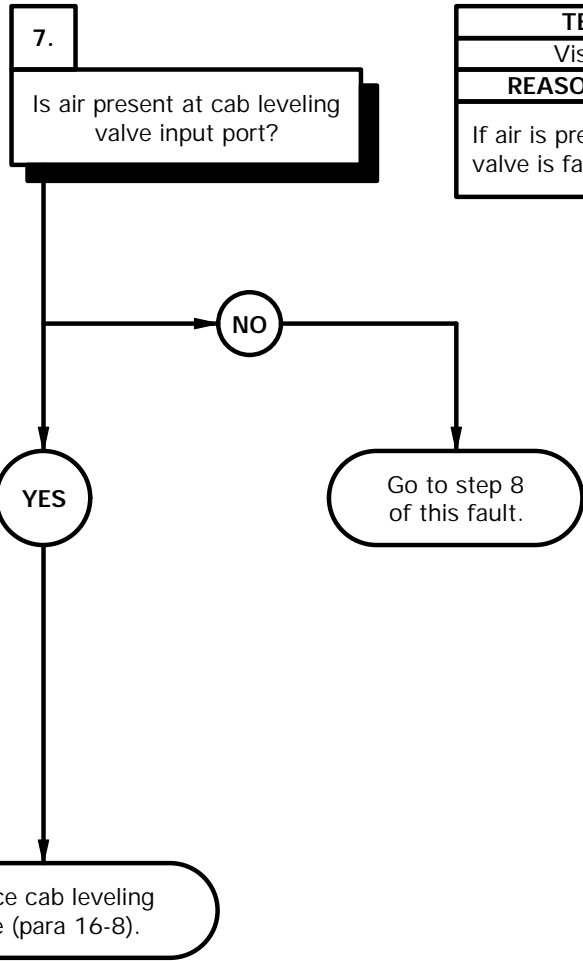 7.
Is air present at cab leveling
valve input port?
TE
Vis
REASO
If air is pre
valve is fa
NO
YES
Go to step 8
of this fault.
ce cab leveling
e (para 16-8).